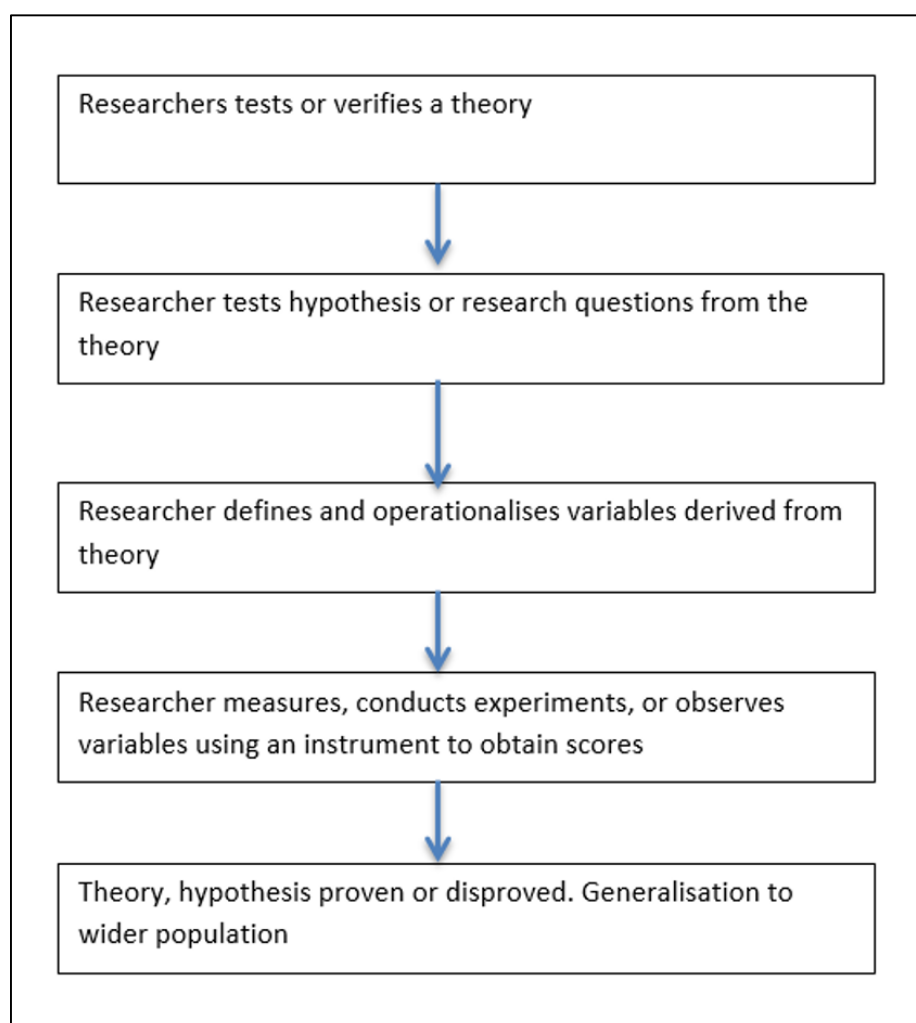 Researchers tests or verifies a theory
Researcher tests hypothesis or research questions from the
theory
Researcher defines and operationalises variables derived from
theory
Researcher measures, conducts experiments, or observes
variables using an instrument to obtain scores
Theory, hypothesis proven or disproved. Generalisation to
wider population